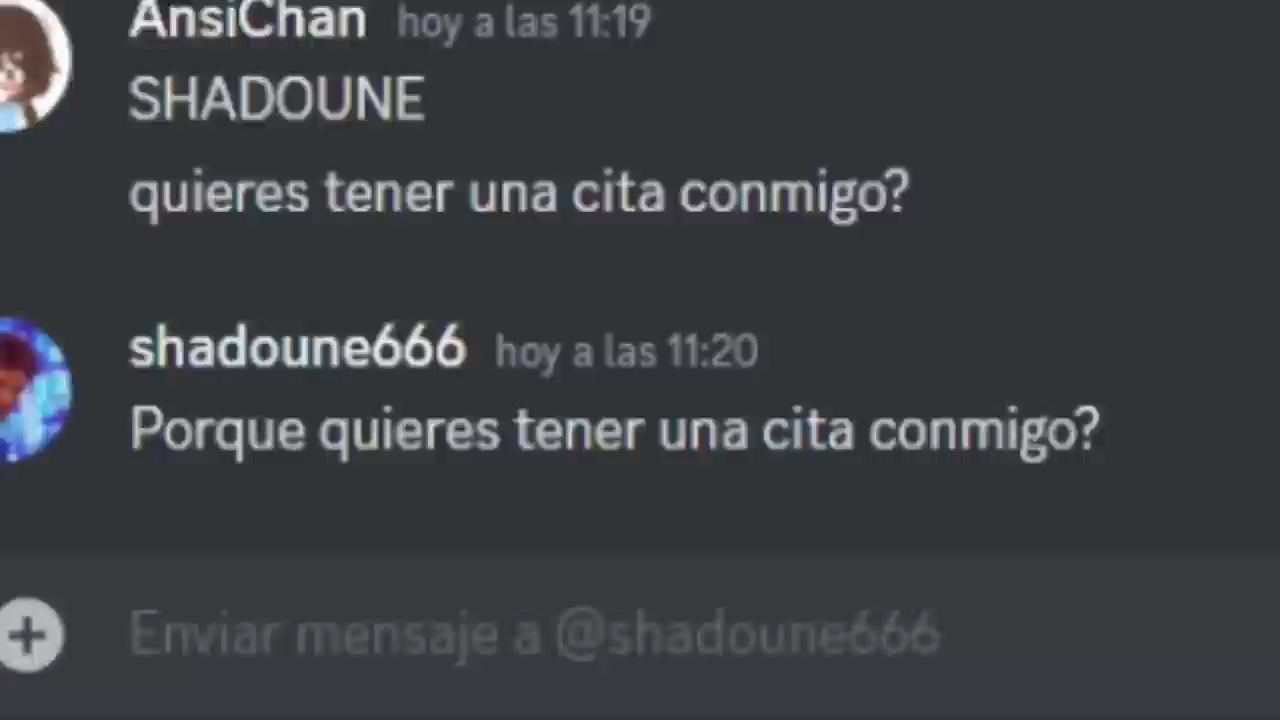 AnsiChan hoy a las 11:19
SHADOUNE
quieres tener una cita conmigo?
shadoune666 hoy a las 11:20
Porque quieres tener una cita conmigo?
Enviar mensaje a @shadoune666